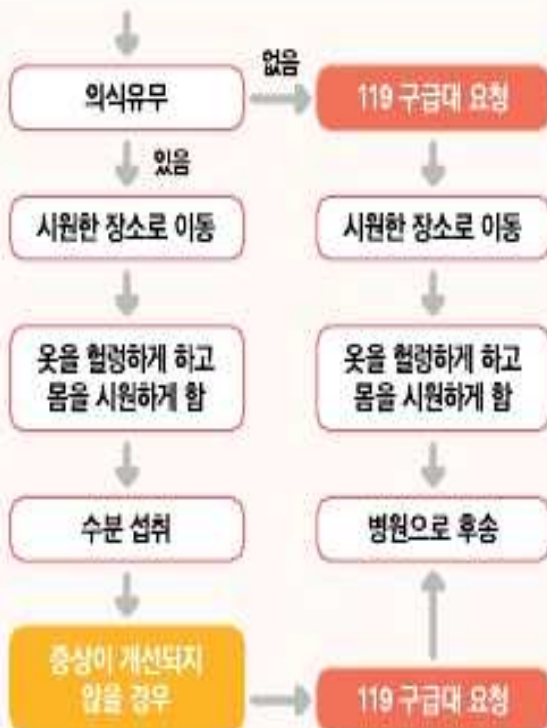 의식유무
없음
119 구급대 요청
있음
시원한 장소로 이동
시원한 장소로 이동
옷을 헐렁하게 하고
몸을 시원하게 함
옷을 헐렁하게 하고
몸을 시원하게 함
수분 섭취
병원으로 후송
증상이 개선되지
않을 경우
119 구급대 요청